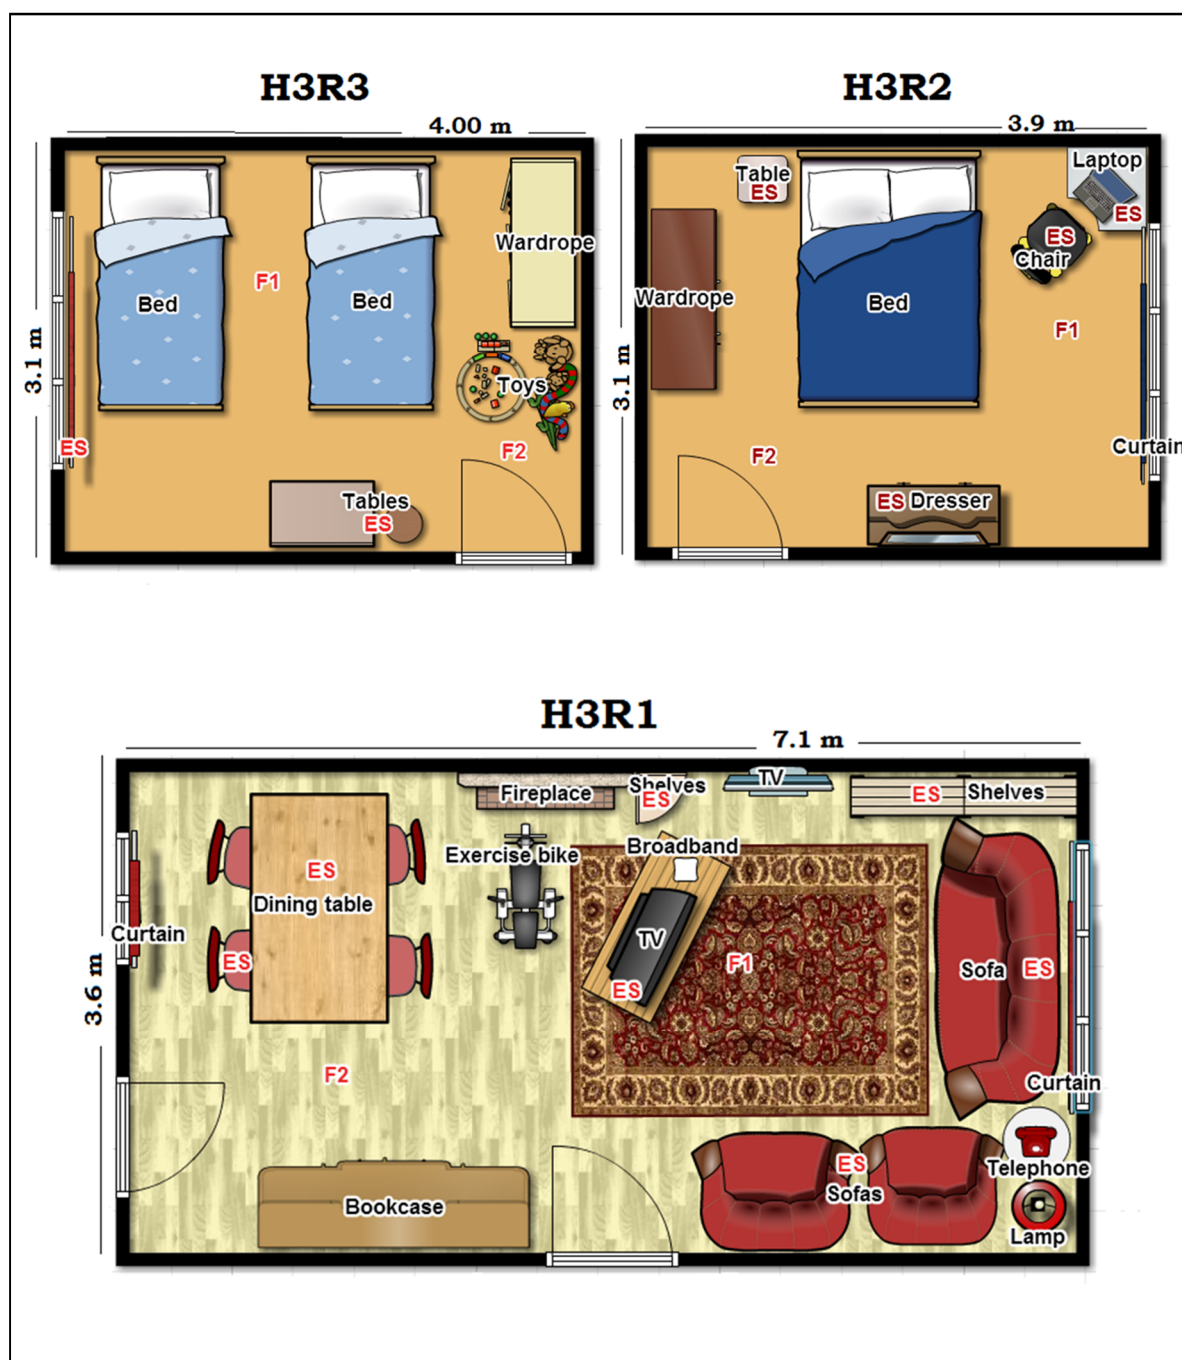 H3R3
4.00 m
3.1 m
Bed
F1
Bed
Wardrope
Toys
F2
ES
Tables
ES
H3R2
3.9 m
3.1 m
Table
ES
Laptop
ES
ES
Chair
Wardrope
Bed
F1
F2
Curtain
ES Dresser
H3R1
7.1 m
3.6 m
Fireplace
Shelves
ES
TV
ES
Shelves
Exercise bike
Broadband
ES
Dining table
Curtain
ES
TV
ES
F1
Sofa
ES
F2
Curtain
ES
Sofas
Telephone
Bookcase
Lamp